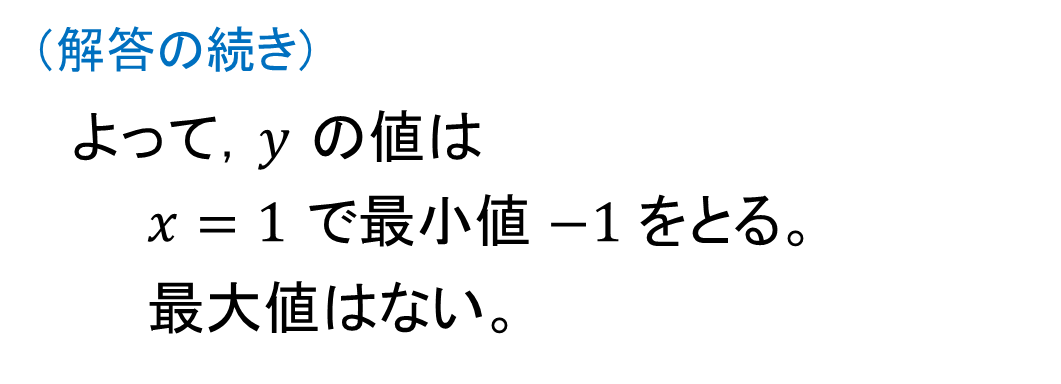 （解答の続き）
よって, y の値は
x = 1 で最小値 −1 をとる。
最大値はない。